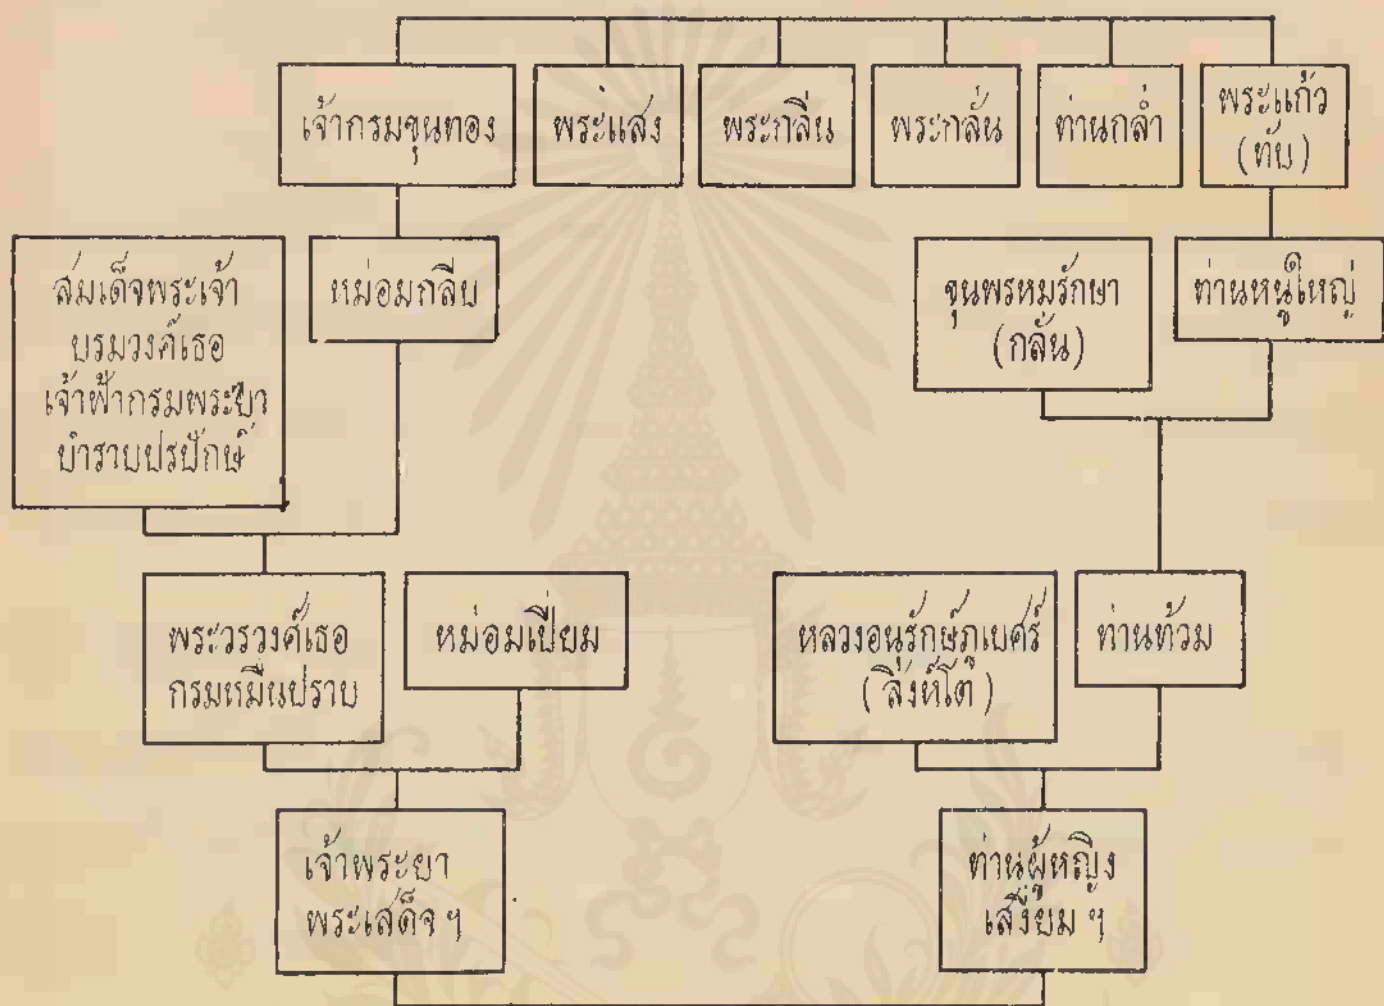 เจ้ากรมขุนทอง
พระแสง
พระกลิ่น
พระกลั่น
ท่านกล่ำ
พระแก้ว
(ทับ)
สมเด็จพระเจ้า
บรมวงศ์เธอ
เจ้าฟ้ากรมพระยา
บำราบปรปักษ์
หม่อมกลีบ
ขุนพรหมรักษา
(กลั่น)
ท่านหนูใหญ่
พระวรวงศ์เธอ
กรมหมื่นปราบ
หม่อมเปี่ยม
หลวงอนุรักษ์ภูเบศร์
(สิงห์โต)
ท่านท้วม
เจ้าพระยา
พระเสด็จฯ
ท่านผู้หญิง
เสงี่ยมฯ